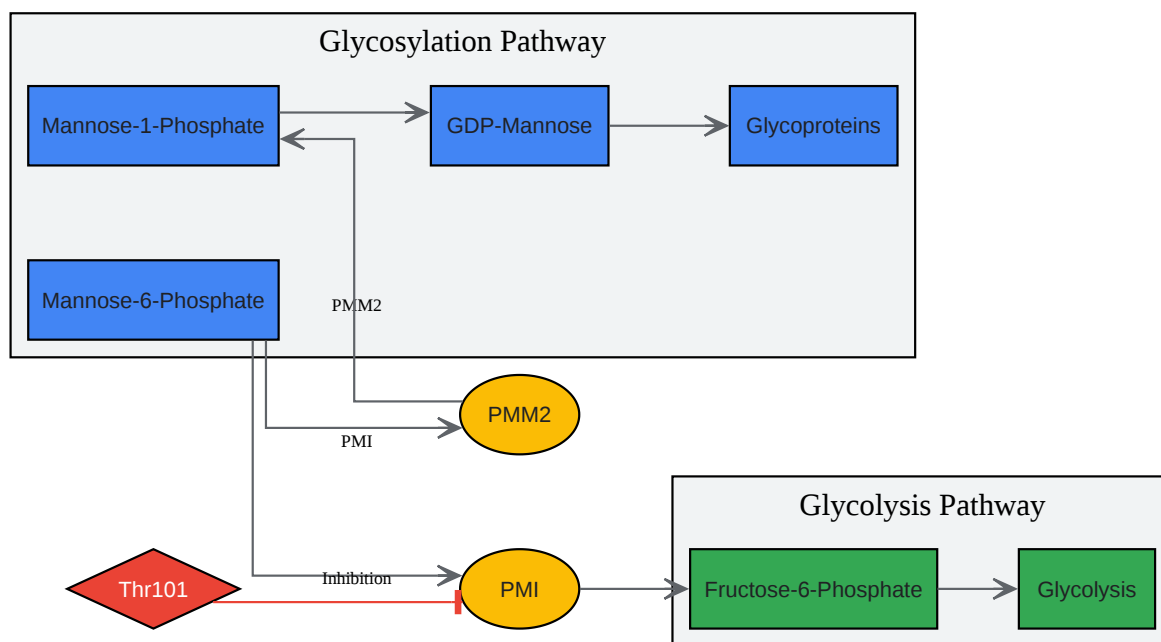 Glycosylation Pathway
Mannose-1-Phosphate
GDP-Mannose
Glycoproteins
Mannose-6-Phosphate
PMM2
PMM2
PMI
Glycolysis Pathway
Thr101
Inhibition
PMI
Fructose-6-Phosphate
Glycolysis